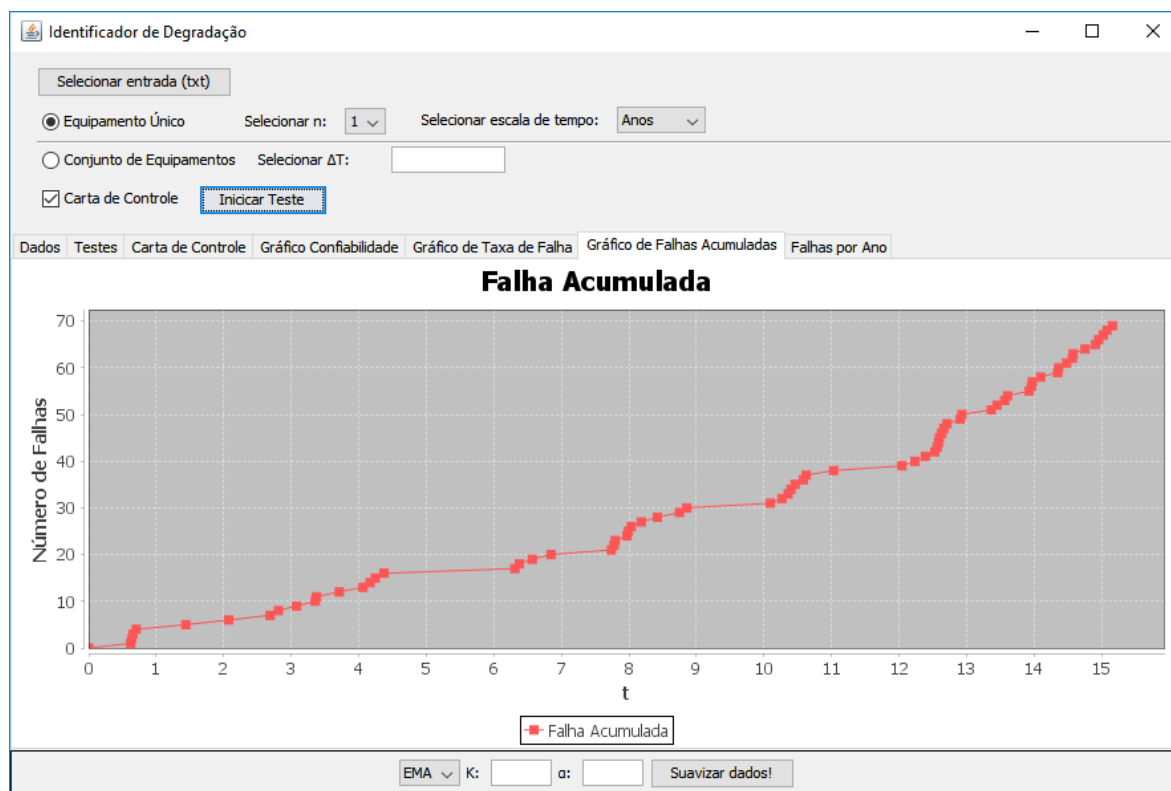 Identificador de Degradação
Selecionar entrada (txt)
Equipamento Único Selecionar n: 1 Selecionar escala de tempo: Anos
Conjunto de Equipamentos Selecionar ΔT:
Carta de Controle Inicicar Teste
Dados Testes Carta de Controle Gráfico Confiabilidade Gráfico de Taxa de Falha Gráfico de Falhas Acumuladas Falhas por Ano
Falha Acumulada
Número de Falhas
70
60
50
40
30
20
10
0
0 1 2 3 4 5 6 7 8 9 10 11 12 13 14 15
t
Falha Acumulada
EMA K: α: Suavizar dados!